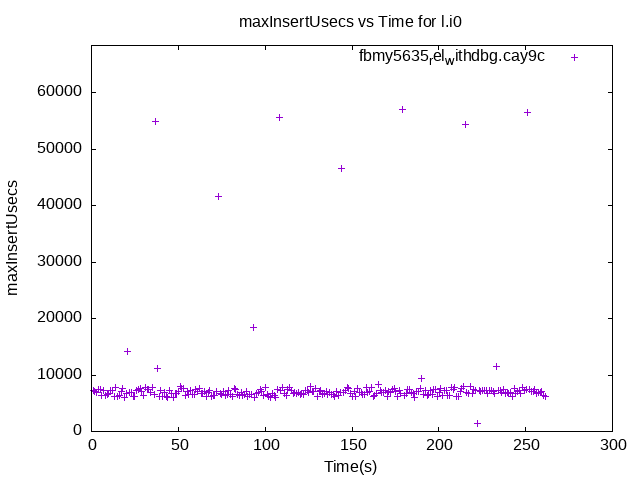 maxInsertUsecs vs Time for l.i0
fbmy5635relwithdbg.cay9c
60000
50000
40000
30000
20000
10000
0
maxInsertUsecs
0 50 100 150 200 250 300
Time(s)